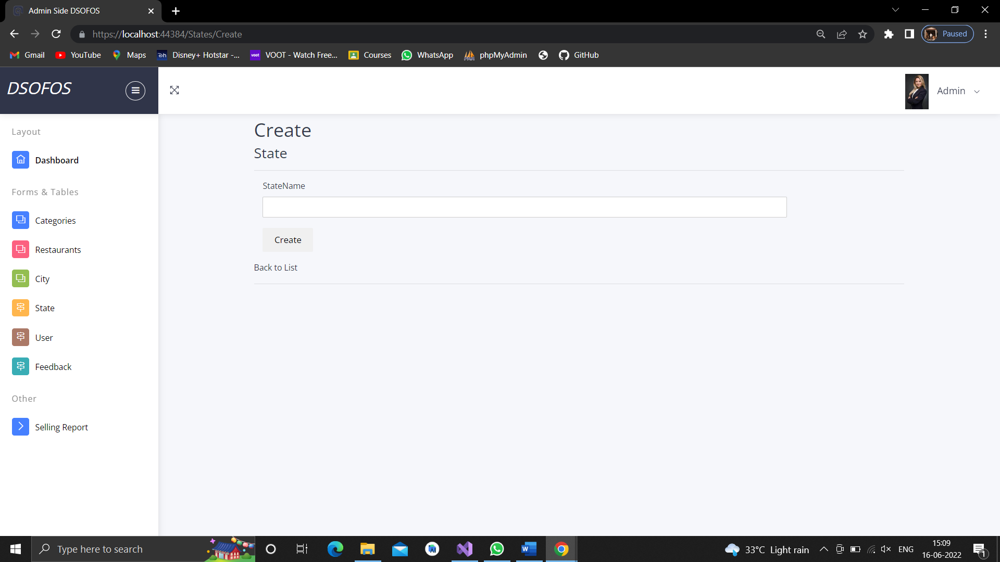 Admin Side DSOFOS
https://localhost:44384/States/Create
Paused
Gmail
YouTube
Maps
Disney+ Hotstar -...
VOOT - Watch Free...
Courses
WhatsApp
phpMyAdmin
GitHub
DSOFOS
Admin
Layout
Dashboard
Forms & Tables
Categories
Restaurants
City
State
User
Feedback
Other
Selling Report
Create
State
StateName
Create
Back to List
Type here to search
33°C Light rain
ENG
15:09
16-06-2022
1